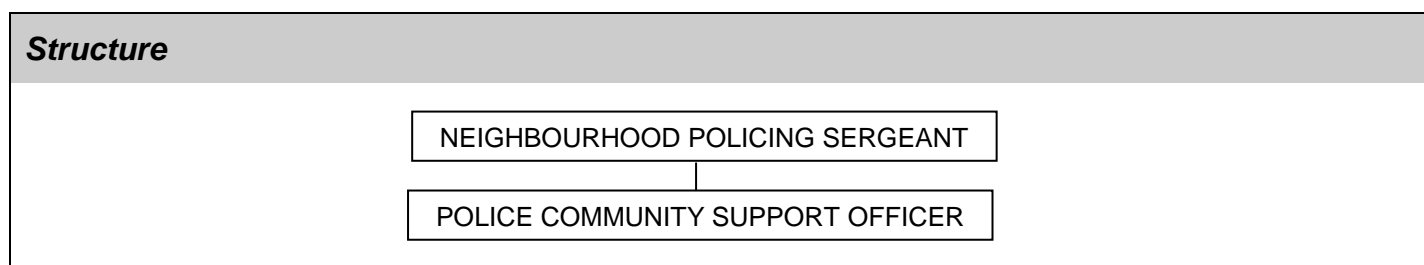 Structure
NEIGHBOURHOOD POLICING SERGEANT
POLICE COMMUNITY SUPPORT OFFICER